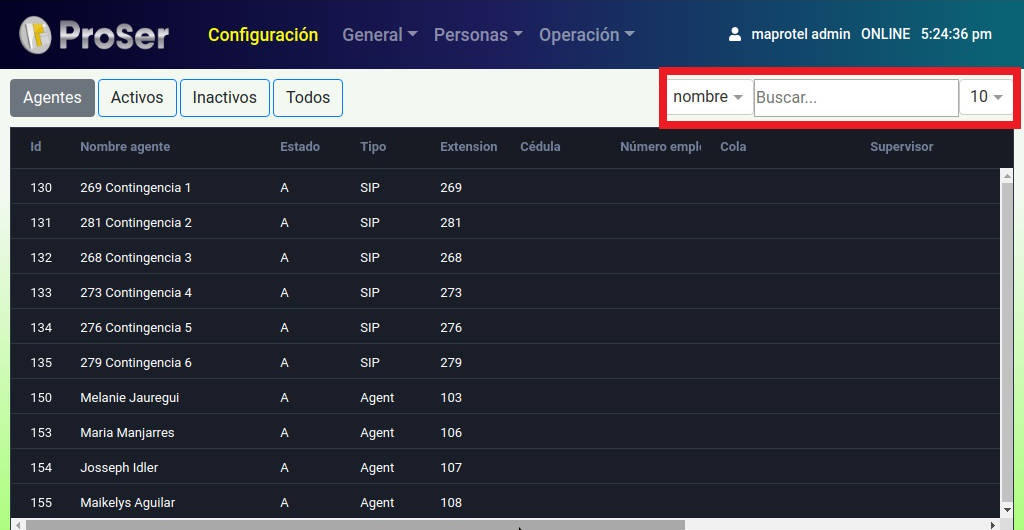 ProSer Configuración General Personas Operación maprotel admin ONLINE 5:24:36 pm
Agentes Activos Inactivos Todos nombre Buscar... 10
Id Nombre agente Estado Tipo Extension Cédula Número emple Cola Supervisor
130 269 Contingencia 1 A SIP 269
131 281 Contingencia 2 A SIP 281
132 268 Contingencia 3 A SIP 268
133 273 Contingencia 4 A SIP 273
134 276 Contingencia 5 A SIP 276
135 279 Contingencia 6 A SIP 279
150 Melanie Jauregui A Agent 103
153 Maria Manjarres A Agent 106
154 Josseph Idler A Agent 107
155 Maikelys Aguilar A Agent 108